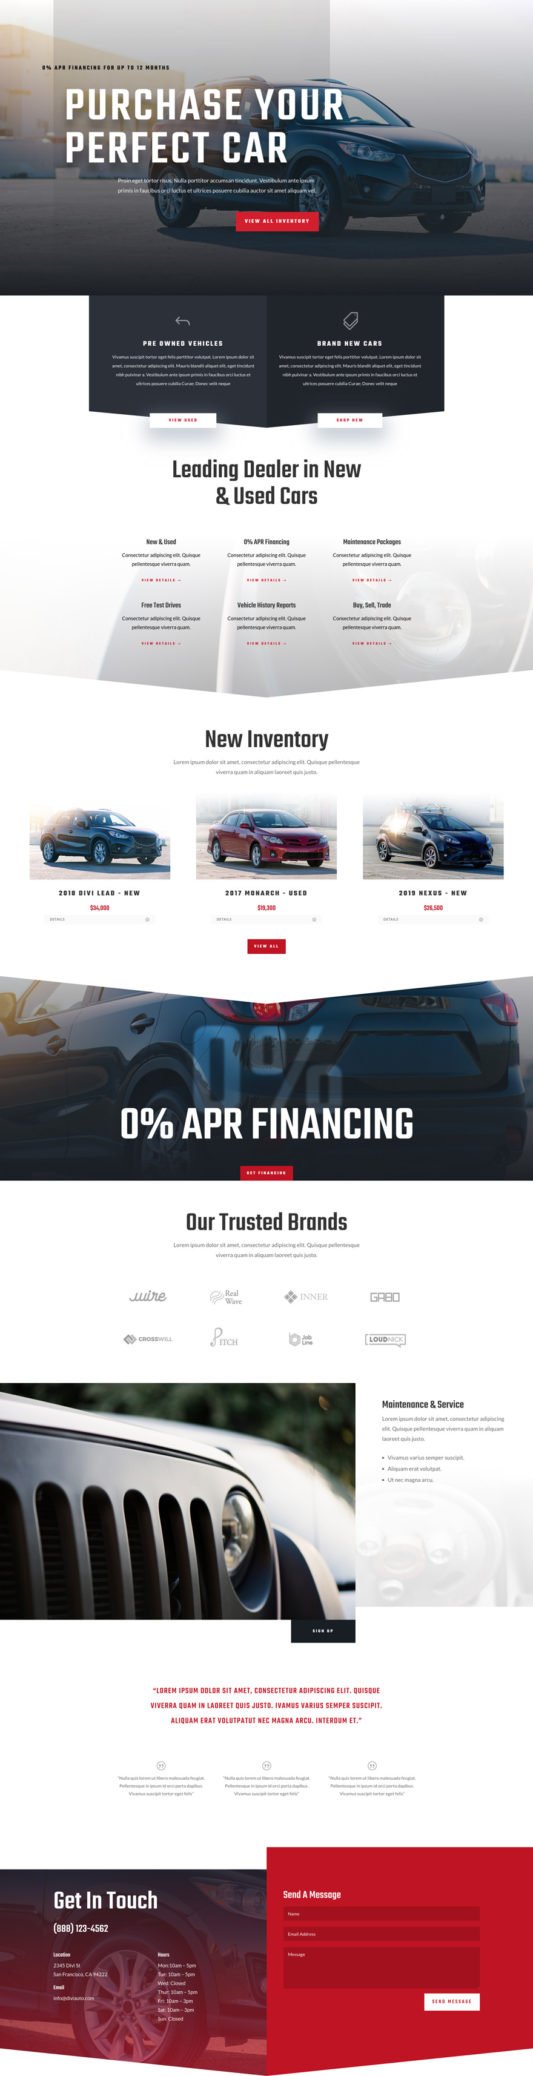 0% APR FINANCING FOR UP TO 12 MONTHS
PURCHASE YOUR
PERFECT CAR
Proin eget tortor risus. Nulla porttitor accumsan tincidunt. Vestibulum ante ipsum
primis in faucibus orci luctus et ultrices posuere cubilia auctor sit amet aliquam vel.
VIEW ALL INVENTORY
PRE OWNED VEHICLES
Vivamus suscipit tortor eget felis porttitor volutpat. Lorem ipsum dolor sit
amet, consectetur adipiscing elit. Mauris blandit aliquet elit, eget tincidunt
nibh pulvinar a. Vestibulum ante ipsum primis in faucibus orci luctus et
ultrices posuere cubilia Curae; Donec velit neque
VIEW USED
BRAND NEW CARS
Vivamus suscipit tortor eget felis porttitor volutpat. Lorem ipsum dolor sit
amet, consectetur adipiscing elit. Mauris blandit aliquet elit, eget tincidunt
nibh pulvinar a. Vestibulum ante ipsum primis in faucibus orci luctus et
ultrices posuere cubilia Curae; Donec velit neque
SHOP NEW
Leading Dealer in New
& Used Cars
New & Used
Consectetur adipiscing elit. Quisque
pellentesque viverra quam.
VIEW DETAILS →
0% APR Financing
Consectetur adipiscing elit. Quisque
pellentesque viverra quam.
VIEW DETAILS →
Maintenance Packages
Consectetur adipiscing elit. Quisque
pellentesque viverra quam.
VIEW DETAILS →
Free Test Drives
Consectetur adipiscing elit. Quisque
pellentesque viverra quam.
VIEW DETAILS →
Vehicle History Reports
Consectetur adipiscing elit. Quisque
pellentesque viverra quam.
VIEW DETAILS →
Buy, Sell, Trade
Consectetur adipiscing elit. Quisque
pellentesque viverra quam.
VIEW DETAILS →
New Inventory
Lorem ipsum dolor sit amet, consectetur adipiscing elit. Quisque pellentesque
viverra quam in aliquam laoreet quis justo.
2018 DIVI LEAD - NEW
$34,000
DETAILS
2017 MONARCH - USED
$19,300
DETAILS
2019 NEXUS - NEW
$26,500
DETAILS
VIEW ALL
0%
0% APR FINANCING
GET FINANCING
Our Trusted Brands
Lorem ipsum dolor sit amet, consectetur adipiscing elit. Quisque pellentesque
viverra quam in aliquam laoreet quis justo.
wire
Real
Wave
INNER
GABO
CROSSWILL
PITCH
Job
Line
LOUDNICK
Maintenance & Service
Lorem ipsum dolor sit amet, consectetur adipiscing
elit. Quisque pellentesque viverra quam in aliquam
laoreet quis justo.
• Vivamus varius semper suscipit.
• Aliquam erat volutpat.
• Ut nec magna arcu.
SIGN UP
"LOREM IPSUM DOLOR SIT AMET, CONSECTETUR ADIPISCING ELIT. QUISQUE
VIVERRA QUAM IN LAOREET QUIS JUSTO. IVAMUS VARIUS SEMPER SUSCIPIT.
ALIQUAM ERAT VOLUTPATUT NEC MAGNA ARCU. INTERDUM ET."
"Nulla quis lorem ut libero malesuada feugiat.
Pellentesque in ipsum id orci porta dapibus.
Vivamus suscipit tortor eget felis"
"Nulla quis lorem ut libero malesuada feugiat.
Pellentesque in ipsum id orci porta dapibus.
Vivamus suscipit tortor eget felis"
"Nulla quis lorem ut libero malesuada feugiat.
Pellentesque in ipsum id orci porta dapibus.
Vivamus suscipit tortor eget felis"
Get In Touch
(888) 123-4562
Location
2345 Divi St
San Francisco, CA 94222
Email
info@diviauto.com
Hours
Mon: 10am – 5pm
Tue: 10am – 5pm
Wed: Closed
Thur: 10am – 5pm
Fri: 10am – 3pm
Sat: 10am – 3pm
Sun: Closed
Send A Message
Name
Email Address
Message
SEND MESSAGE